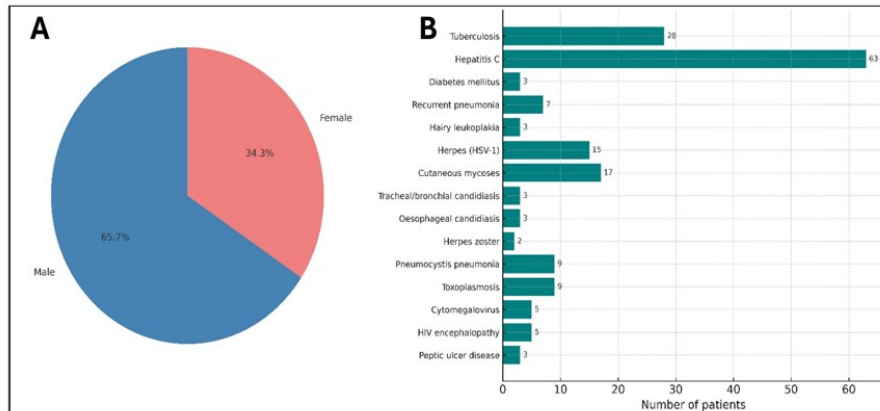 A
Female
34.3%
65.7%
Male
B
Tuberculosis 28
Hepatitis C 63
Diabetes mellitus 3
Recurrent pneumonia 7
Hairy leukoplakia 3
Herpes (HSV-1) 15
Cutaneous mycoses 17
Tracheal/bronchial candidiasis 3
Oesophageal candidiasis 3
Herpes zoster 2
Pneumocystis pneumonia 9
Toxoplasmosis 9
Cytomegalovirus 5
HIV encephalopathy 5
Peptic ulcer disease 3
0 10 20 30 40 50 60
Number of patients